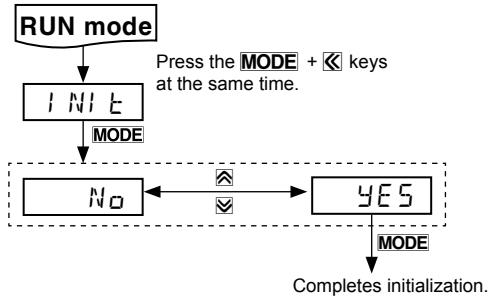 RUN mode
Press the MODE + keys
at the same time.
INIt
MODE
No
YES
MODE
Completes initialization.